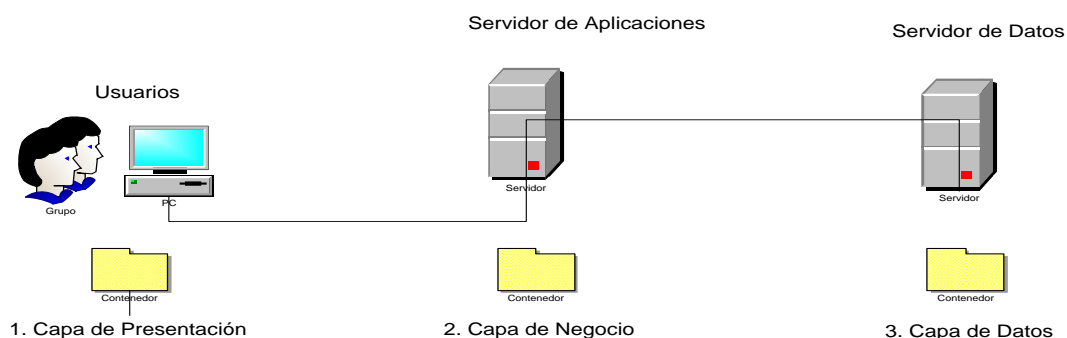 Servidor de Aplicaciones
Servidor de Datos
Usuarios
Grupo
PC
Servidor
Servidor
Contenedor
Contenedor
Contenedor
1. Capa de Presentación
2. Capa de Negocio
3. Capa de Datos